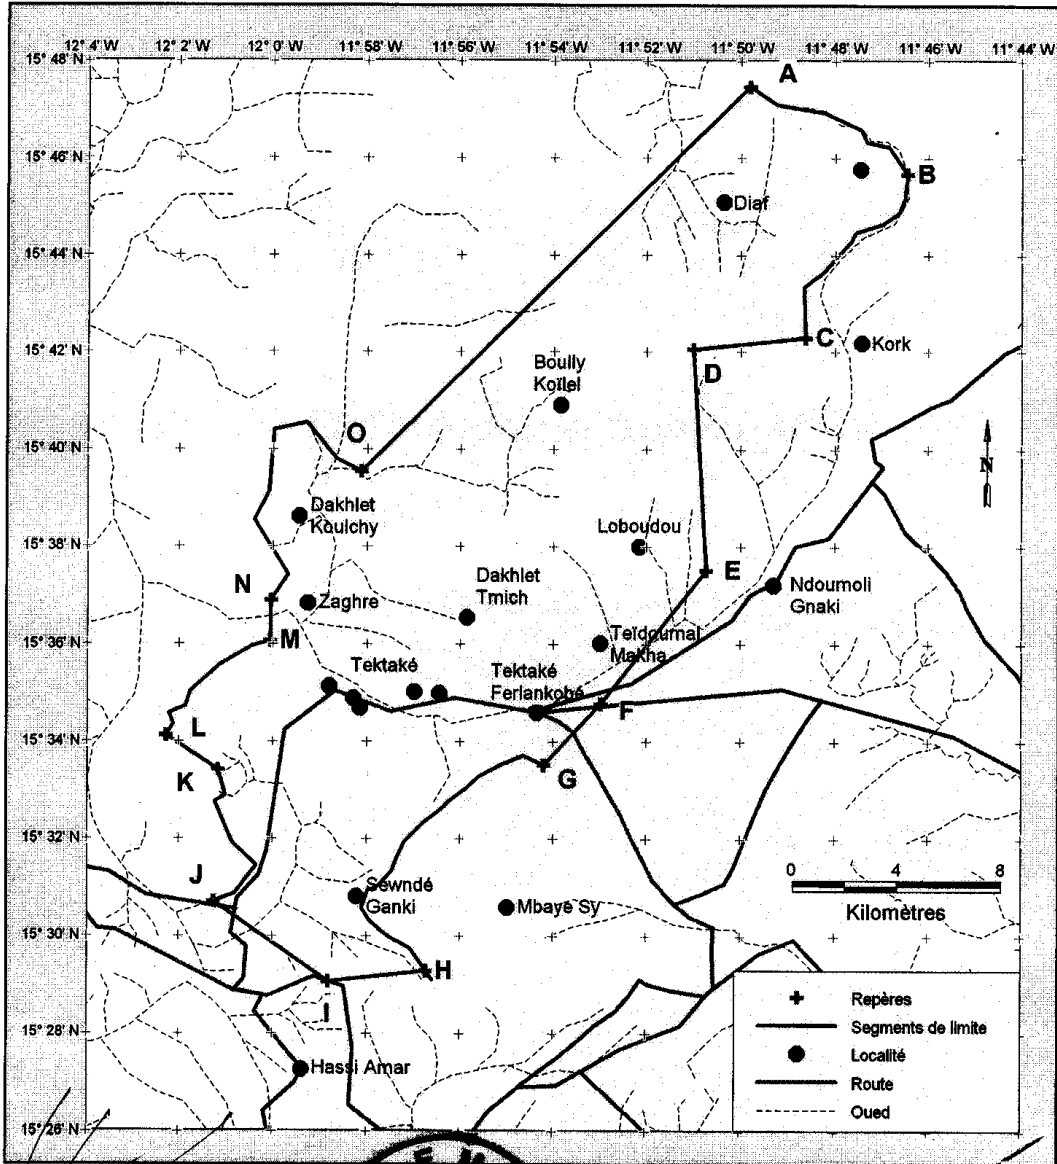 12° 4' W
12° 2' W
12° 0' W
11° 58' W
11° 56' W
11° 54' W
11° 52' W
11° 50' W
11° 48' W
11° 46' W
11° 44' W
15° 48' N
15° 46' N
15° 44' N
15° 42' N
15° 40' N
15° 38' N
15° 36' N
15° 34' N
15° 32' N
15° 30' N
15° 28' N
15° 26' N
A
B
Diaf
C
Kork
D
Boully
Koïlel
O
N
Dakhlet
Koulchy
Loboudou
E
Ndoumoli
Gnaki
Dakhlet
Tmich
N
Zaghre
M
Teïdoumal
Makha
Tektaké
Tektaké
Ferlankobé
F
L
K
G
J
Sewndé
Ganki
Mbaye Sy
H
I
Hassi Amar
0 4 8
Kilomètres
Repères
Segments de limite
Localité
Route
Oued